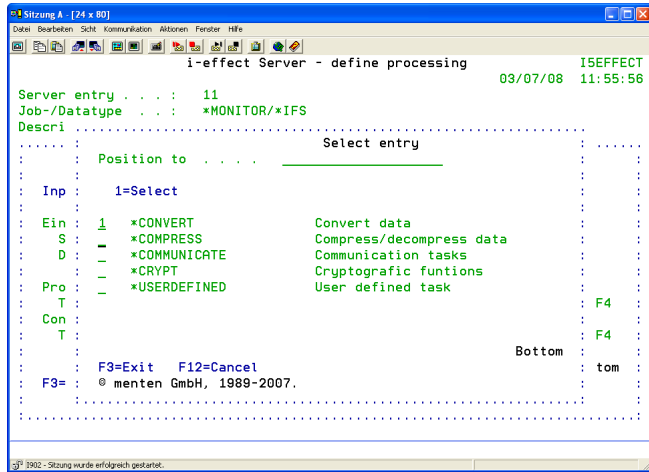 Sitzung A - [24 x 80]
Datei Bearbeiten Sicht Kommunikation Aktionen Fenster Hilfe
i-effect Server - define processing I5EFFECT
03/07/08 11:55:56
Server entry . . . : 11
Job-/Datatype . . : *MONITOR/*IFS
Descri ..............................................................
...... : Select entry : ......
: : Position to . . . . : :
: : : :
: Inp : 1=Select : :
: : : :
: Ein : 1 *CONVERT Convert data : :
: S : _ *COMPRESS Compress/decompress data : :
: D : _ *COMMUNICATE Communication tasks : :
: : _ *CRYPT Cryptografic funtions : :
: Pro : _ *USERDEFINED User defined task : :
: T : : F4 :
: Con : : :
: T : : F4 :
: : Bottom : :
: : F3=Exit F12=Cancel : tom :
: F3= : © menten GmbH, 1989-2007. : :
: :..............................................................: :
:............................................................................:
I902 - Sitzung wurde erfolgreich gestartet.